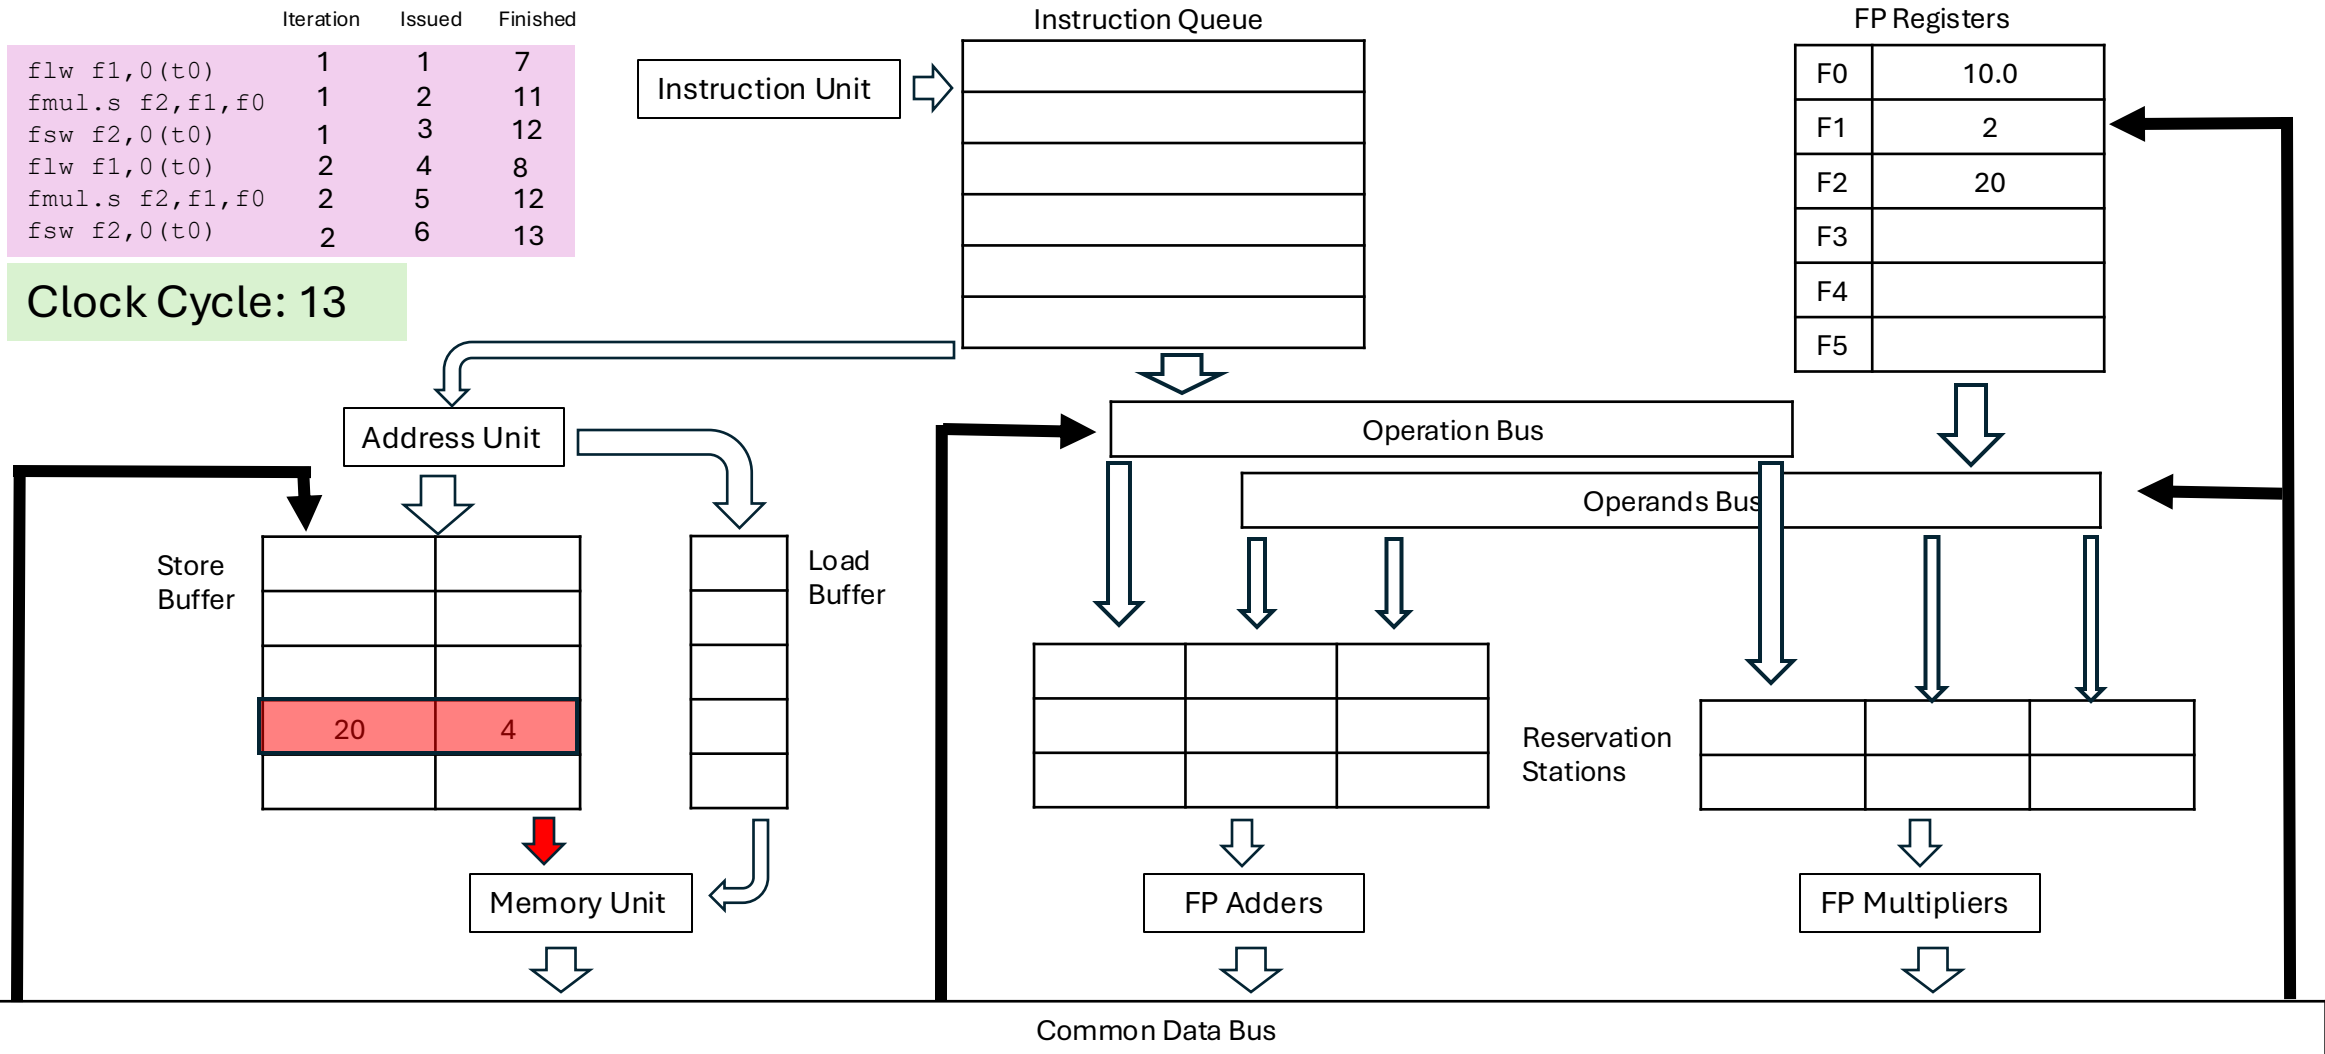 Iteration Issued Finished
flw f1,0(t0) 1 1 7
fmul.s f2,f1,f0 1 2 11
fsw f2,0(t0) 1 3 12
flw f1,0(t0) 2 4 8
fmul.s f2,f1,f0 2 5 12
fsw f2,0(t0) 2 6 13
Clock Cycle: 13
Instruction Unit
Instruction Queue
FP Registers
F0 10.0
F1 2
F2 20
F3
F4
F5
Address Unit
Operation Bus
Operands Bus
Store
Buffer
Load
Buffer
20 4
Reservation
Stations
Memory Unit
FP Adders
FP Multipliers
Common Data Bus